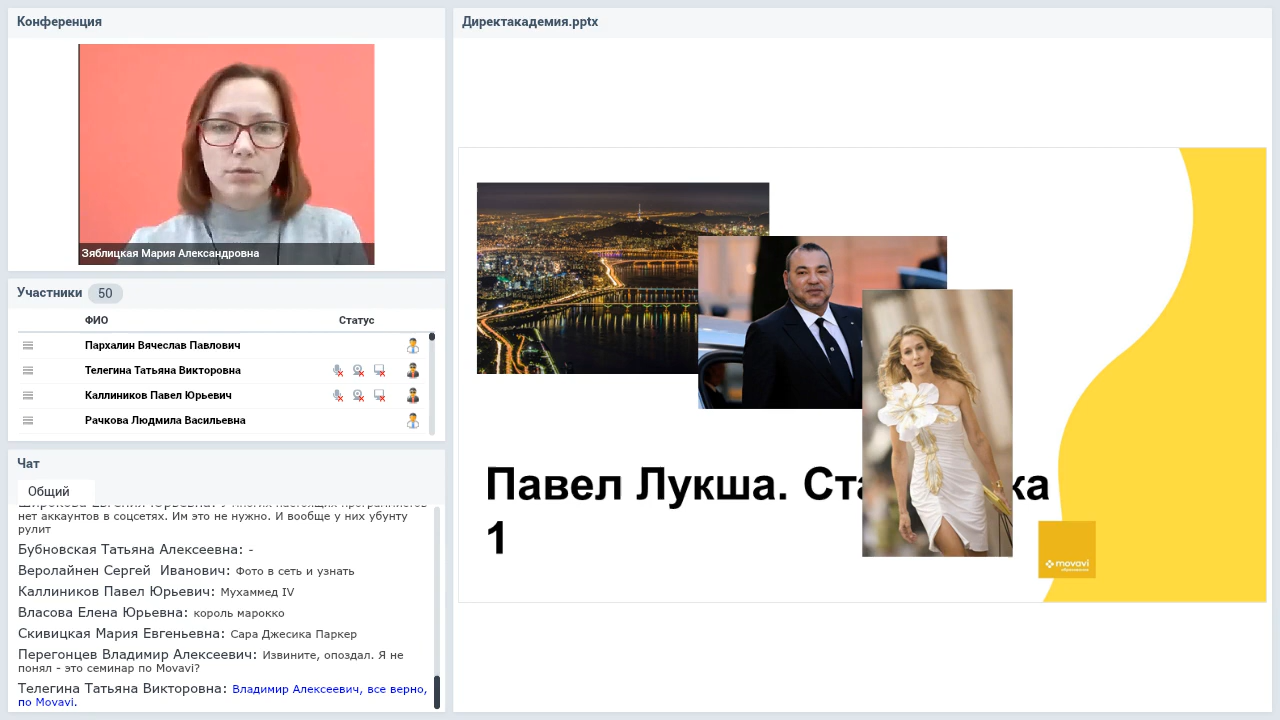 Конференция
Зяблицкая Мария Александровна
Участники 50
ФИО Статус
Пархалин Вячеслав Павлович
Телегина Татьяна Викторовна
Каллиников Павел Юрьевич
Рачкова Людмила Васильевна
Чат
Общий
нет аккаунтов в соцсетях. Им это не нужно. И вообще у них убунту
рулит
Бубновская Татьяна Алексеевна: -
Веролайнен Сергей Иванович: Фото в сеть и узнать
Каллиников Павел Юрьевич: Мухаммед IV
Власова Елена Юрьевна: король марокко
Скивицкая Мария Евгеньевна: Сара Джесика Паркер
Перегонцев Владимир Алексеевич: Извините, опоздал. Я не
понял - это семинар по Movavi?
Телегина Татьяна Викторовна: Владимир Алексеевич, все верно,
по Movavi.
Директакадемия.pptx
Павел Лукша.
1
movavi
образование